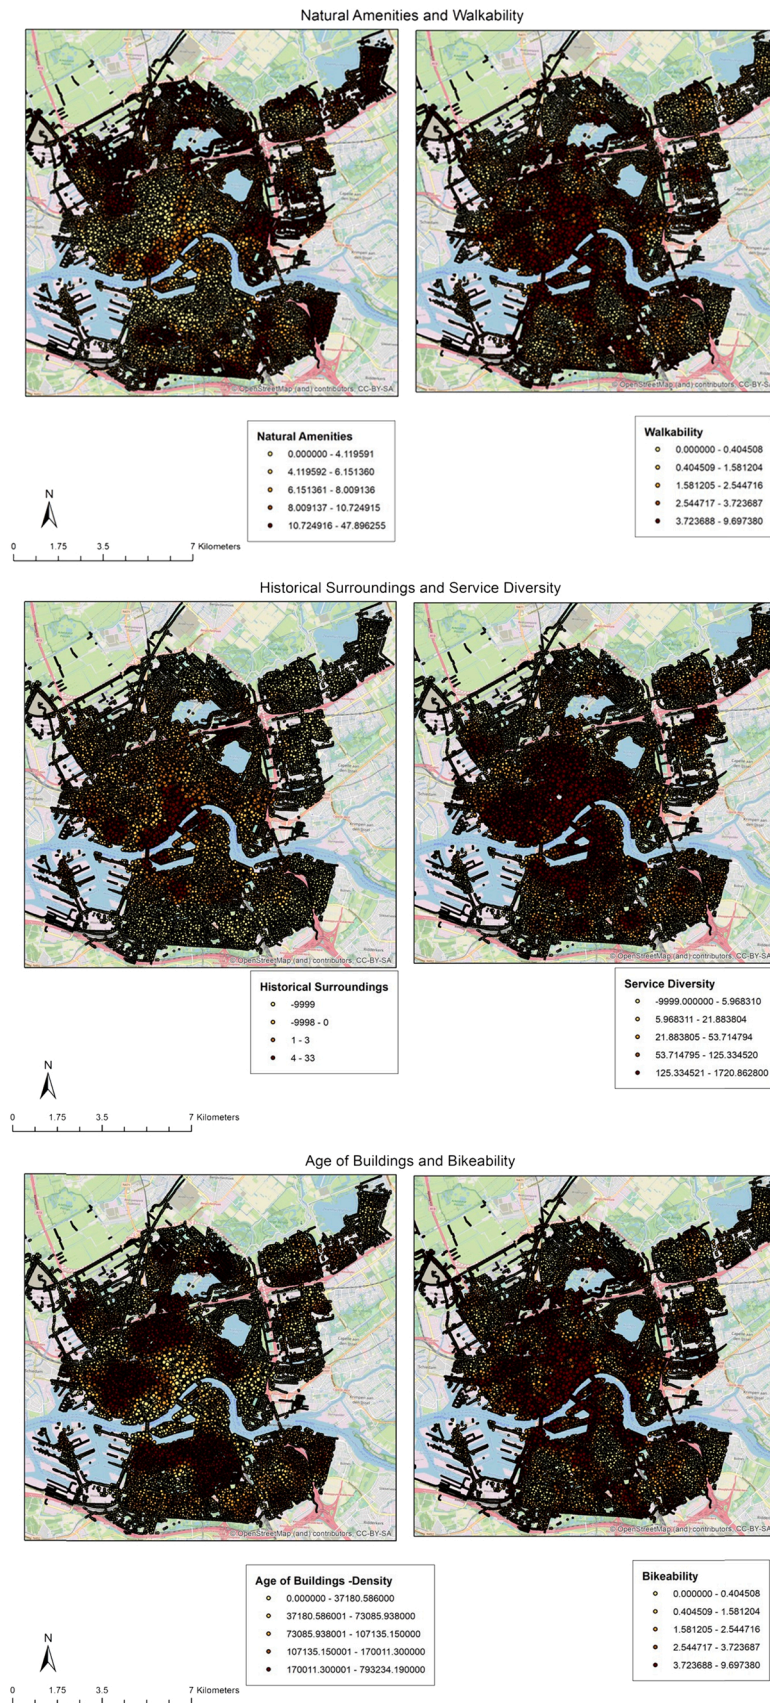 Natural Amenities and Walkability
© OpenStreetMap (and) contributors, CC-BY-SA
© OpenStreetMap (and) contributors, CC-BY-SA
Natural Amenities
0.000000 - 4.119591
4.119592 - 6.151360
6.151361 - 8.009136
8.009137 - 10.724915
10.724916 - 47.896255
Walkability
0.000000 - 0.404508
0.404509 - 1.581204
1.581205 - 2.544716
2.544717 - 3.723687
3.723688 - 9.697380
N
0 1.75 3.5 7 Kilometers
Historical Surroundings and Service Diversity
© OpenStreetMap (and) contributors, CC-BY-SA
© OpenStreetMap (and) contributors, CC-BY-SA
Historical Surroundings
-9999
-9998 - 0
1 - 3
4 - 33
Service Diversity
-9999.000000 - 5.968310
5.968311 - 21.883804
21.883805 - 53.714794
53.714795 - 125.334520
125.334521 - 1720.862800
N
0 1.75 3.5 7 Kilometers
Age of Buildings and Bikeability
© OpenStreetMap (and) contributors, CC-BY-SA
© OpenStreetMap (and) contributors, CC-BY-SA
Age of Buildings -Density
0.000000 - 37180.586000
37180.586001 - 73085.938000
73085.938001 - 107135.150000
107135.150001 - 170011.300000
170011.300001 - 793234.190000
Bikeability
0.000000 - 0.404508
0.404509 - 1.581204
1.581205 - 2.544716
2.544717 - 3.723687
3.723688 - 9.697380
N
0 1.75 3.5 7 Kilometers